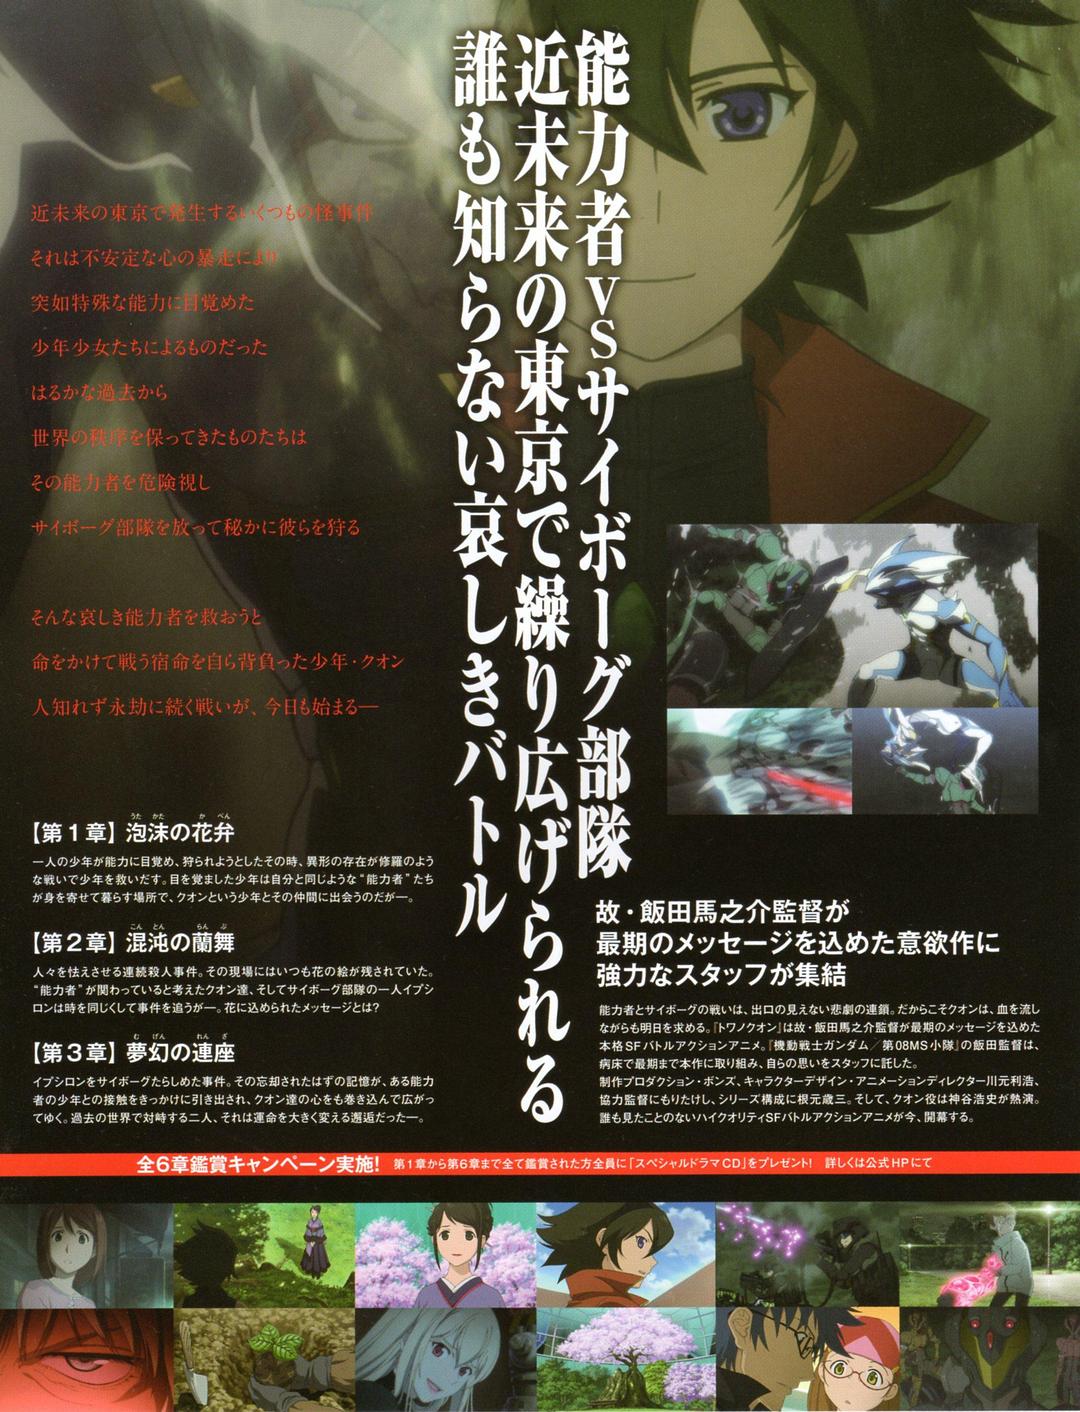 能力者VSサイボーグ部隊
近未来の東京で繰り広げられる
誰も知らない哀しきバトル
近未来の東京で発生するいくつもの怪事件
それは不安定な心の暴走により
突如特殊な能力に目覚めた
少年少女たちによるものだった
はるかな過去から
世界の秩序を保ってきたものたちは
その能力者を危険視し
サイボーグ部隊を放って秘かに彼らを狩る
そんな哀しき能力者を救おうと
命をかけて戦う宿命を自ら背負った少年・クオン
人知れず永劫に続く戦いが、今日も始まる—
うた かた か べん
【第1章】泡沫の花弁
一人の少年が能力に目覚め、狩られようとしたその時、異形の存在が修羅のよう
な戦いで少年を救いだす。目を覚ました少年は自分と同じような“能力者”たち
が身を寄せて暮らす場所で、クオンという少年とその仲間に出会うのだが—。
こん とん らん ぶ
【第2章】混沌の蘭舞
人々を怯えさせる連続殺人事件。その現場にはいつも花の絵が残されていた。
“能力者”が関わっていると考えたクオン達、そしてサイボーグ部隊の一人イプシ
ロンは時を同じくして事件を追うが—。花に込められたメッセージとは?
む げん れん ざ
【第3章】夢幻の連座
イプシロンをサイボーグたらしめた事件。その忘却されたはずの記憶が、ある能力
者の少年との接触をきっかけに引き出され、クオン達の心をも巻き込んで広がっ
てゆく。過去の世界で対峙する二人、それは運命を大きく変える邂逅だった—。
故・飯田馬之介監督が
最期のメッセージを込めた意欲作に
強力なスタッフが集結
能力者とサイボーグの戦いは、出口の見えない悲劇の連鎖。だからこそクオンは、血を流し
ながらも明日を求める。『トワノクオン』は故・飯田馬之介監督が最期のメッセージを込めた
本格SFバトルアクションアニメ。『機動戦士ガンダム/第08MS小隊』の飯田監督は、
病床で最期まで本作に取り組み、自らの思いをスタッフに託した。
制作プロダクション・ボンズ、キャラクターデザイン・アニメーションディレクター川元利浩、
協力監督にもりたけし、シリーズ構成に根元歳三。そして、クオン役は神谷浩史が熱演。
誰も見たことのないハイクオリティSFバトルアクションアニメが今、開幕する。
全6章鑑賞キャンペーン実施! 第1章から第6章まで全て鑑賞された方全員に「スペシャルドラマCD」をプレゼント! 詳しくは公式HPにて